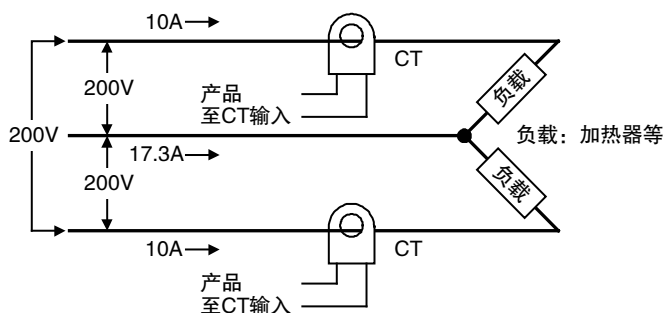 10A
CT
200V
产品
至CT输入
负载
200V
负载：加热器等
17.3A
200V
负载
10A
CT
产品
至CT输入